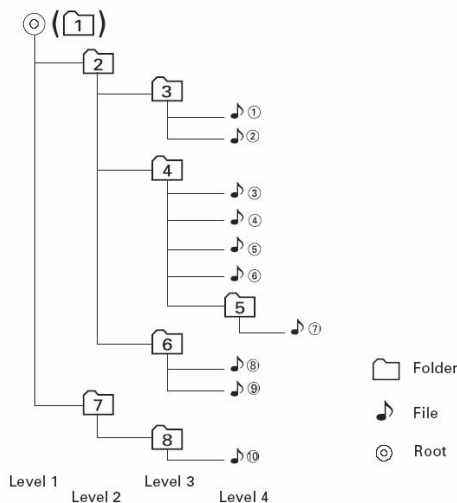 (1)
2
3
①
②
4
③
④
⑤
⑥
5
⑦
6
⑧
⑨
7
8
⑩
Folder
File
Root
Level 1
Level 2
Level 3
Level 4